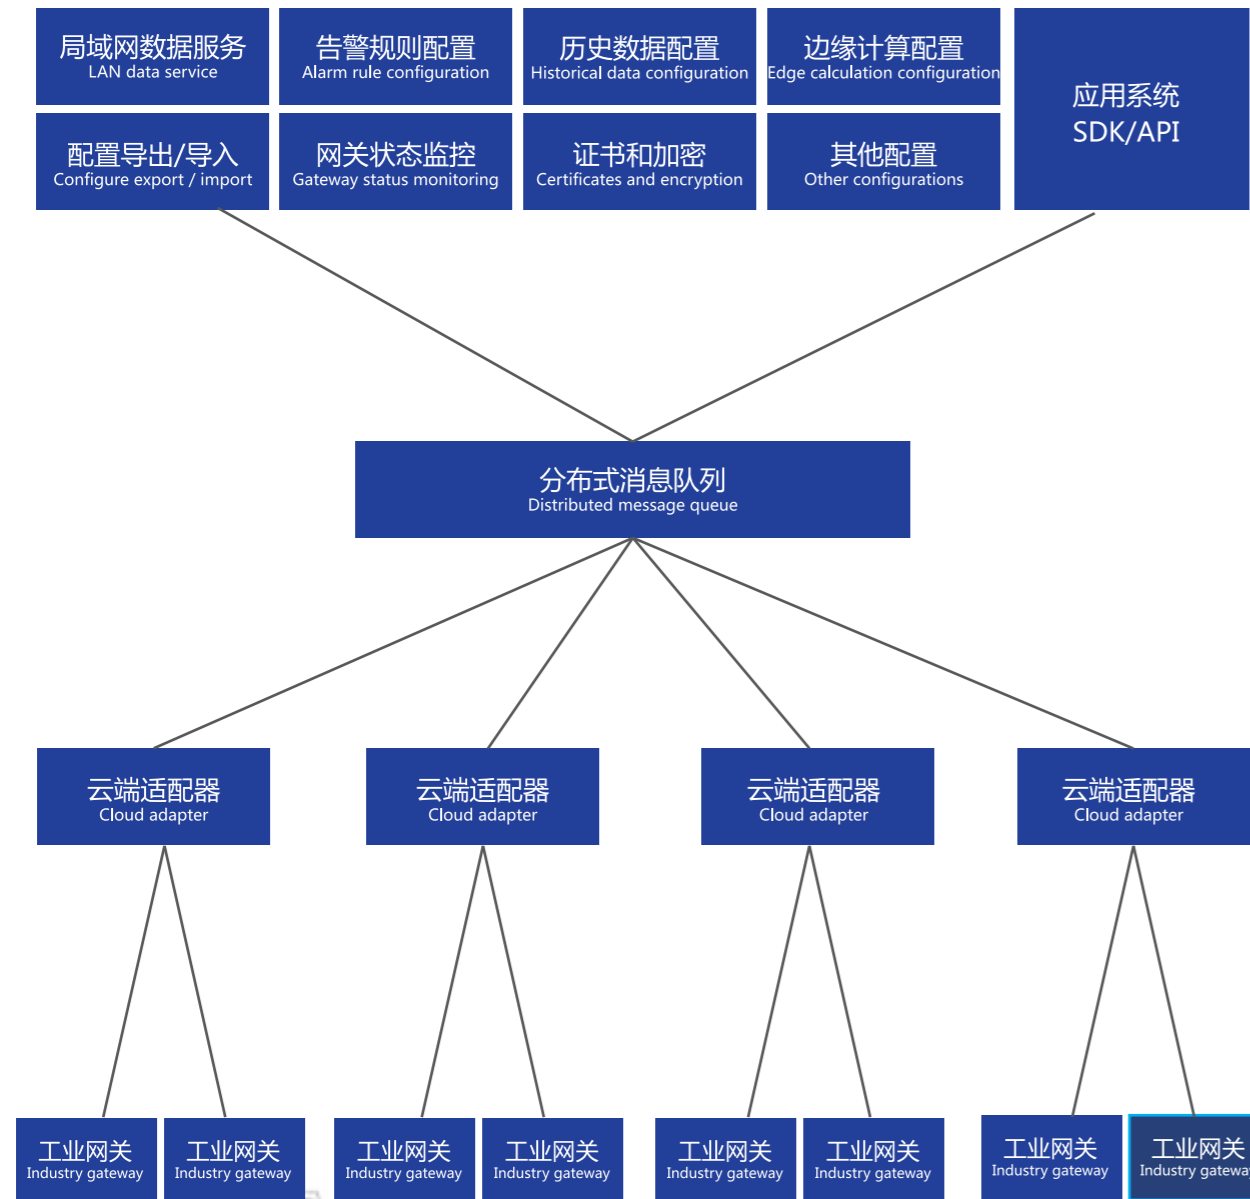 局域网数据服务
LAN data service
告警规则配置
Alarm rule configuration
历史数据配置
Historical data configuration
边缘计算配置
Edge calculation configuration
应用系统
SDK/API
配置导出/导入
Configure export / import
网关状态监控
Gateway status monitoring
证书和加密
Certificates and encryption
其他配置
Other configurations
分布式消息队列
Distributed message queue
云端适配器
Cloud adapter
云端适配器
Cloud adapter
云端适配器
Cloud adapter
云端适配器
Cloud adapter
工业网关
Industry gateway
工业网关
Industry gateway
工业网关
Industry gateway
工业网关
Industry gateway
工业网关
Industry gateway
工业网关
Industry gateway
工业网关
Industry gateway
工业网关
Industry gateway